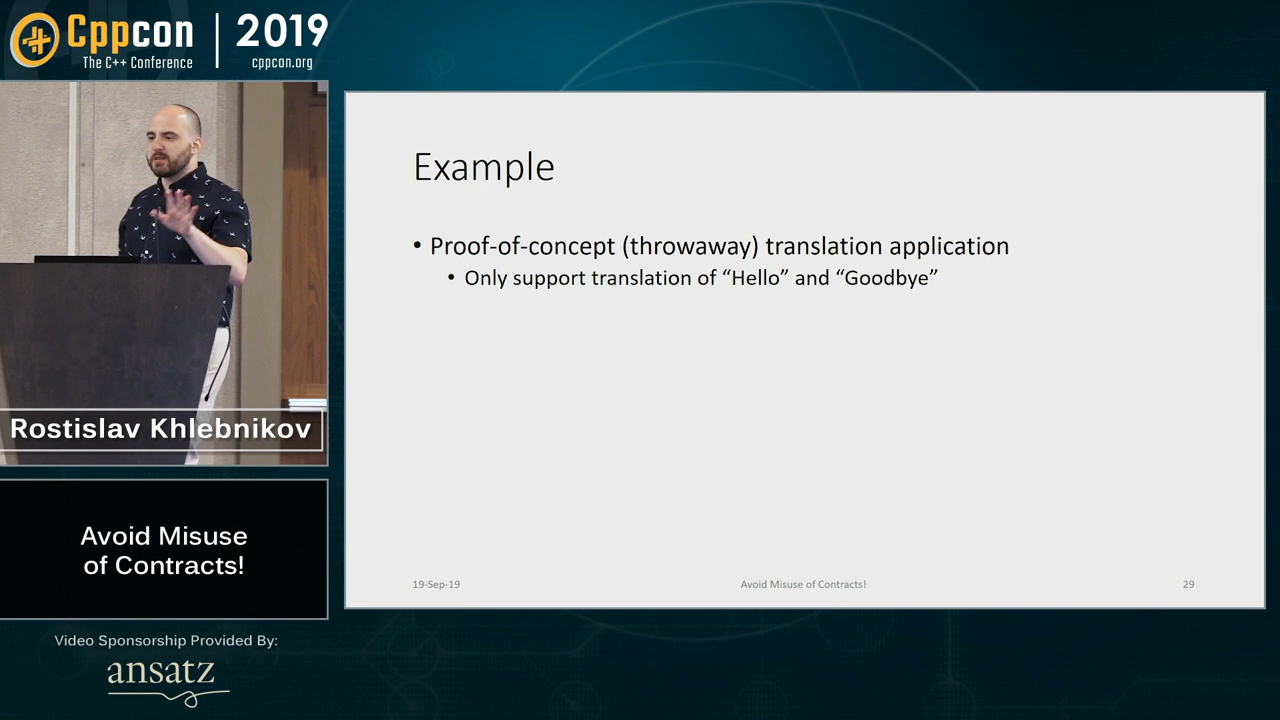 Cppcon | 2019
The C++ Conference
cppcon.org
Rostislav Khlebnikov
Avoid Misuse
of Contracts!
Video Sponsorship Provided By:
ansatz
Example
• Proof-of-concept (throwaway) translation application
• Only support translation of “Hello” and “Goodbye”
19-Sep-19
Avoid Misuse of Contracts!
29